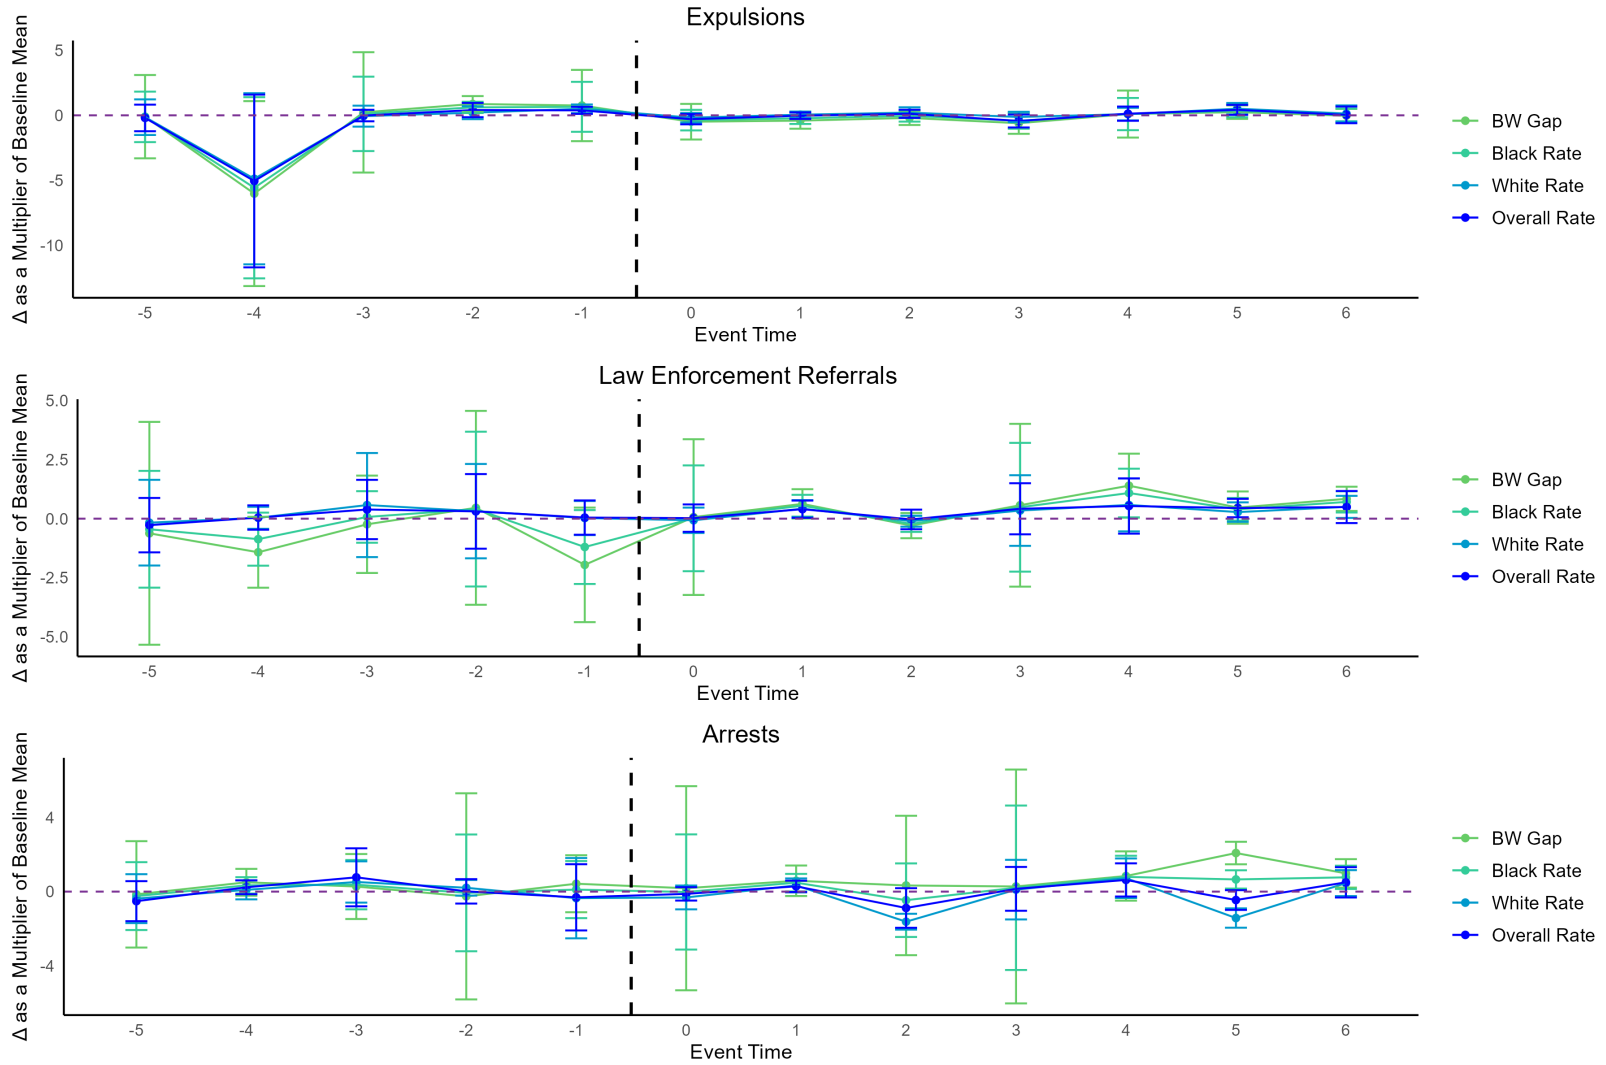 Expulsions
Δ as a Multiplier of Baseline Mean
5
0
-5
-10
-5 -4 -3 -2 -1 0 1 2 3 4 5 6
Event Time
BW Gap
Black Rate
White Rate
Overall Rate
Law Enforcement Referrals
Δ as a Multiplier of Baseline Mean
5.0
2.5
0.0
-2.5
-5.0
-5 -4 -3 -2 -1 0 1 2 3 4 5 6
Event Time
BW Gap
Black Rate
White Rate
Overall Rate
Arrests
Δ as a Multiplier of Baseline Mean
4
0
-4
-5 -4 -3 -2 -1 0 1 2 3 4 5 6
Event Time
BW Gap
Black Rate
White Rate
Overall Rate